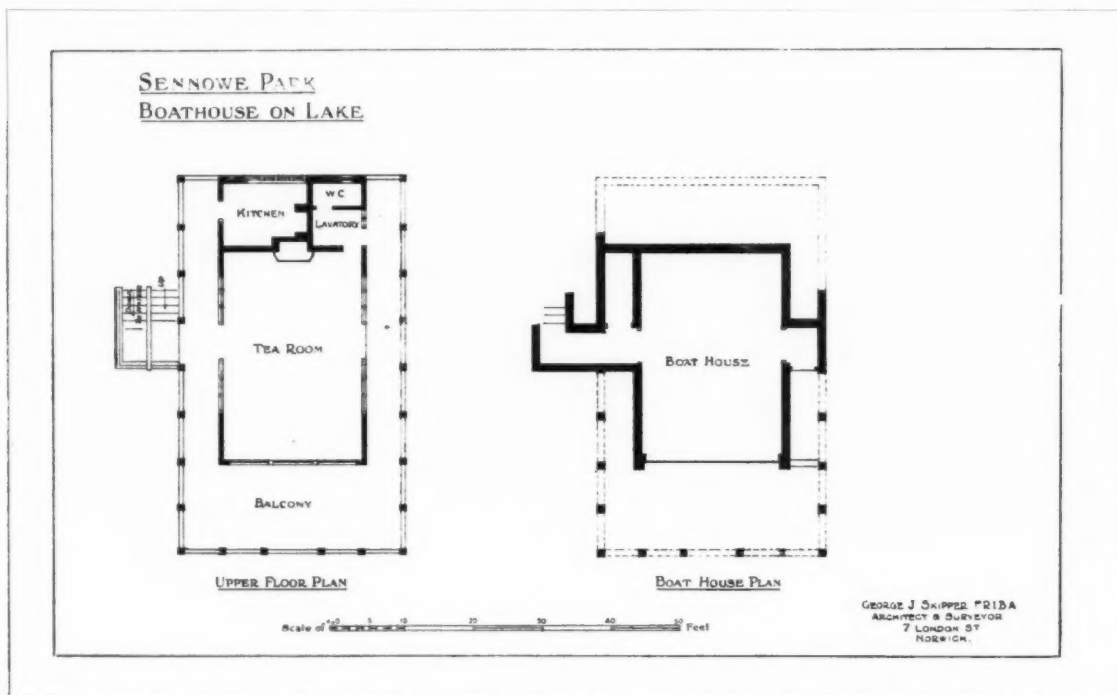 SENNOWE PARK
BOATHOUSE ON LAKE
W C
KITCHEN
LAVATORY
UP
TEA ROOM
BALCONY
UPPER FLOOR PLAN
BOAT HOUSE
BOAT HOUSE PLAN
Scale of
5 10 20 30 40 50 Feet
GEORGE J SKIPPER FRIBA
ARCHITECT & SURVEYOR
7 LONDON ST
NORWICH.